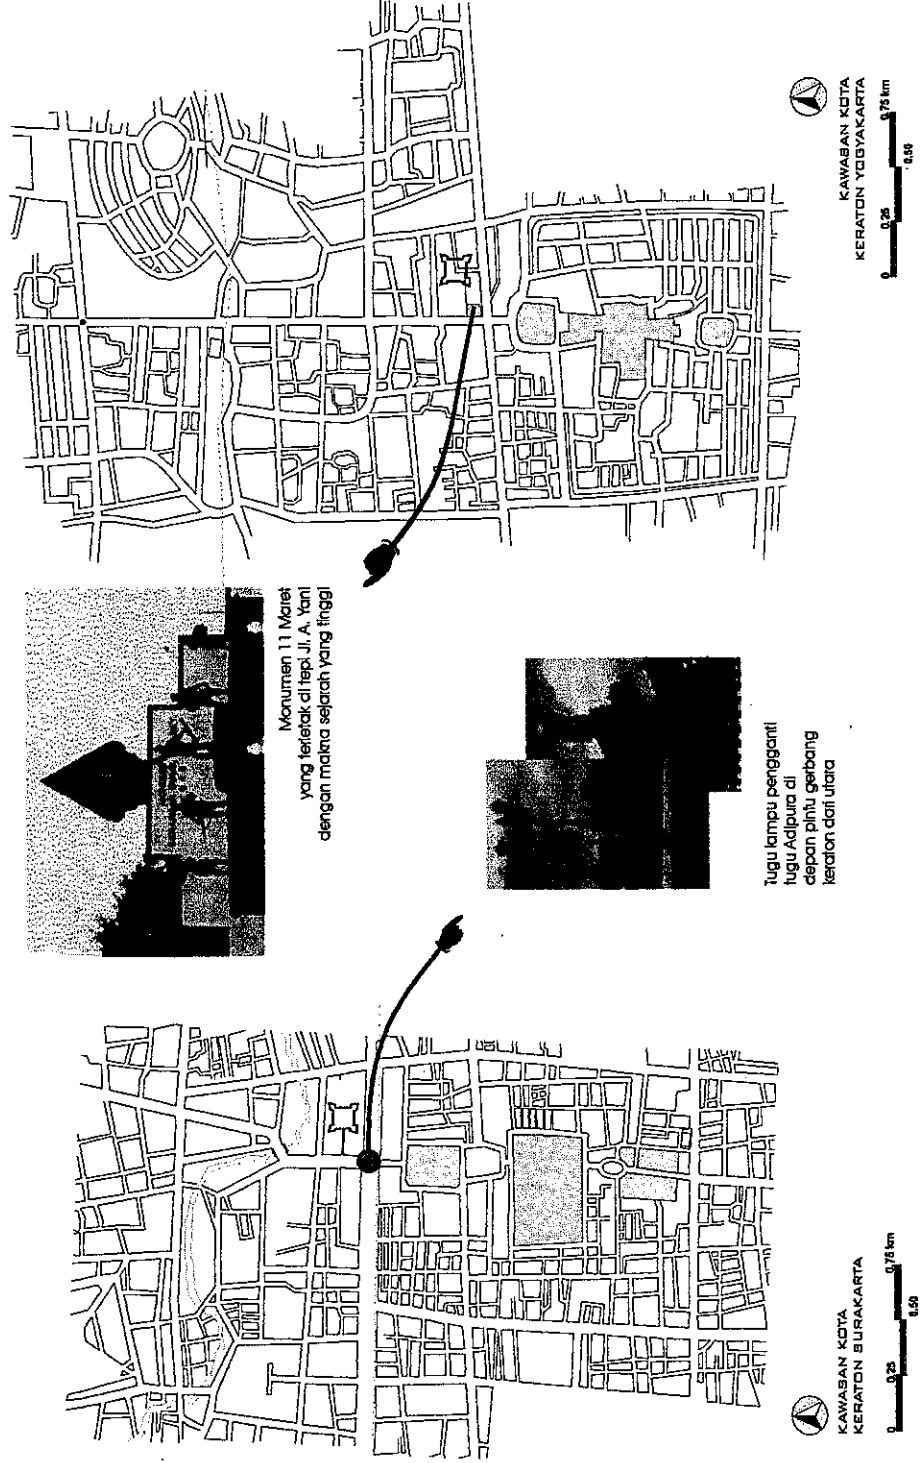 Monumen 11 Maret
yang terletak di tepi Jl. A. Yani
dengan makna sejarah yang tinggi
Tugu lampu pengganti
tugu Adipura di
depan pintu gerbang
keraton dari utara
KAWASAN KOTA
KERATON SURAKARTA
0
0.25
0.50
0.75 km
KAWASAN KOTA
KERATON YOGYAKARTA
0
0.25
0.50
0.75 km